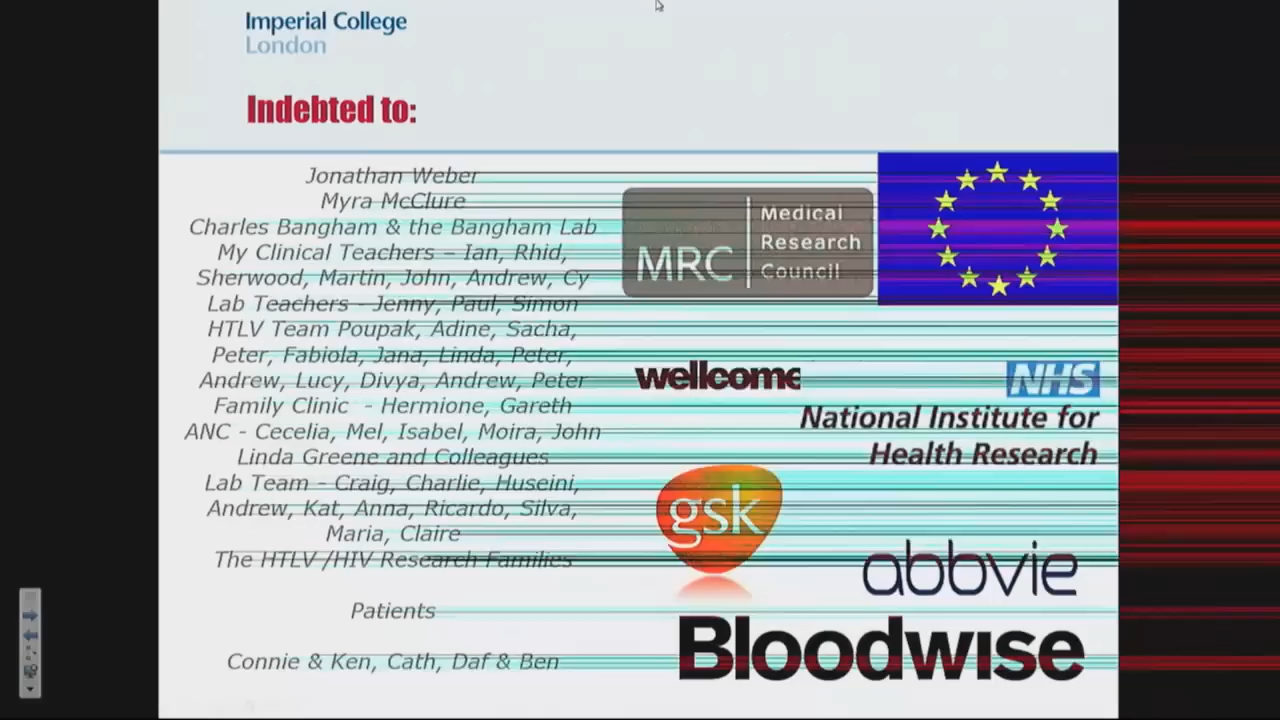 Imperial College
London
Indebted to:
Jonathan Weber
Myra McClure
Charles Bangham & the Bangham Lab
My Clinical Teachers – Ian, Rhid,
Sherwood, Martin, John, Andrew, Cy
Lab Teachers - Jenny, Paul, Simon
HTLV Team Poupak, Adine, Sacha,
Peter, Fabiola, Jana, Linda, Peter,
Andrew, Lucy, Divya, Andrew, Peter
Family Clinic - Hermione, Gareth
ANC - Cecelia, Mel, Isabel, Moira, John
Linda Greene and Colleagues
Lab Team – Craig, Charlie, Huseini,
Andrew, Kat, Anna, Ricardo, Silva,
Maria, Claire
The HTLV /HIV Research Families
Patients
Connie & Ken, Cath, Daf & Ben
MRC
Medical
Research
Council
wellcome
NHS
National Institute for
Health Research
gsk
abbvie
Bloodwise